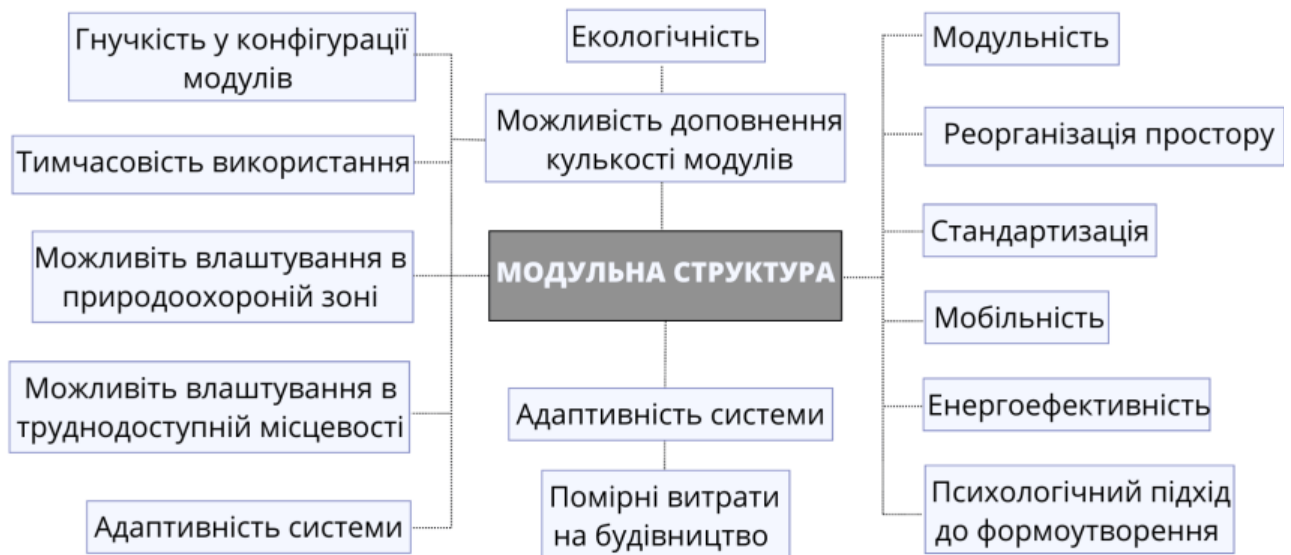 Гнучкість у конфігурації
модулів
Тимчасовість використання
Можливіть влаштування в
природоохороній зоні
Можливіть влаштування в
труднодоступній місцевості
Адаптивність системи
Екологічність
Можливість доповнення
кулькості модулів
МОДУЛЬНА СТРУКТУРА
Адаптивність системи
Помірні витрати
на будівництво
Модульність
Реорганізація простору
Стандартизація
Мобільність
Енергоефективність
Психологічний підхід
до формоутворення